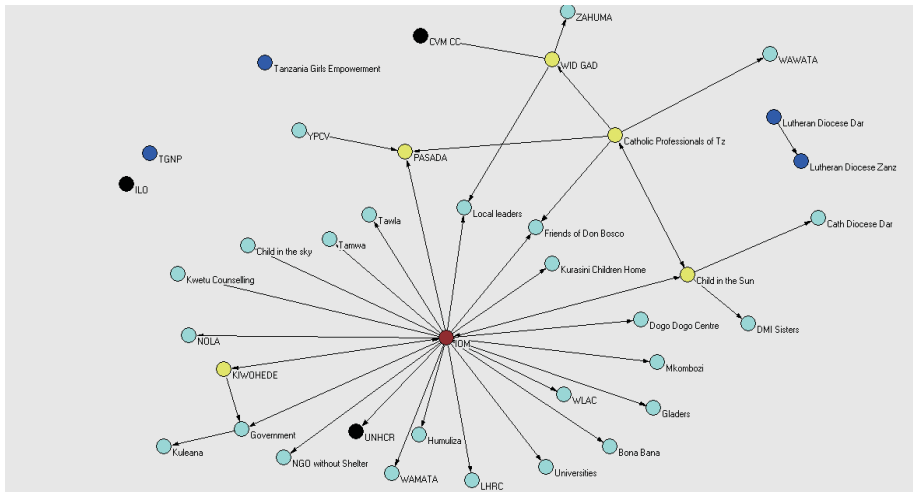 ZAHUMA
CVM CC
WID GAD
WAWATA
Tanzania Girls Empowerment
Lutheran Diocese Dar
YPCV
Catholic Professionals of Tz
PASADA
TGNP
Lutheran Diocese Zanz
ILO
Local leaders
Tawla
Cath Diocese Dar
Friends of Don Bosco
Tamwa
Child in the sky
Kurasini Children Home
Kwetu Counselling
Child in the Sun
Dogo Dogo Centre
DMI Sisters
NOLA
IOM
Mkombozi
KIWOHEDE
WLAC
Gladers
Government
UNHCR
Humuliza
Kuleana
Bona Bana
NGO without Shelter
Universities
WAMATA
LHRC